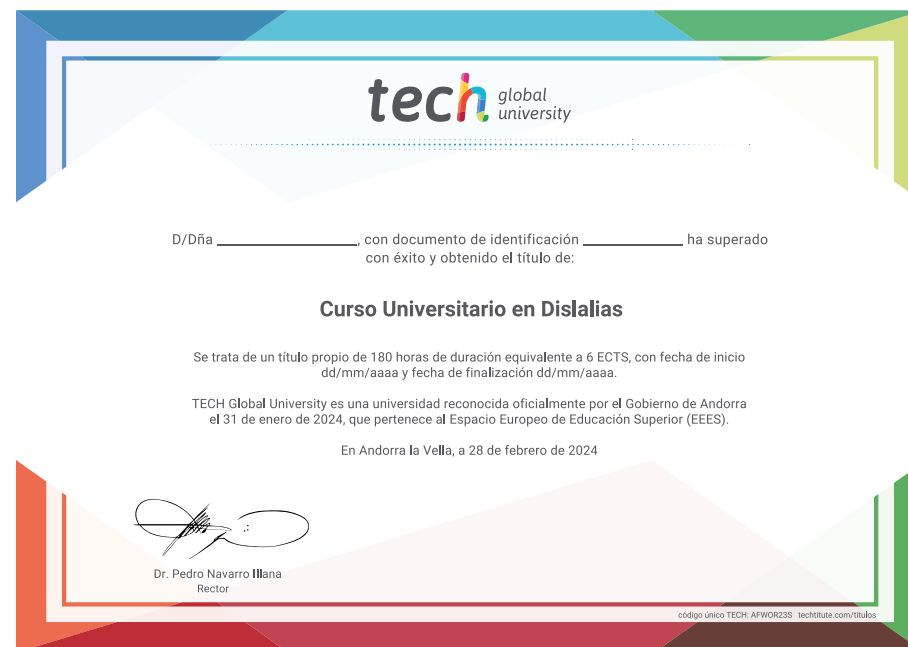 tech global university
D/Dña ____________________, con documento de identificación ______________ ha superado
con éxito y obtenido el título de:
Curso Universitario en Dislalias
Se trata de un título propio de 180 horas de duración equivalente a 6 ECTS, con fecha de inicio
dd/mm/aaaa y fecha de finalización dd/mm/aaaa.
TECH Global University es una universidad reconocida oficialmente por el Gobierno de Andorra
el 31 de enero de 2024, que pertenece al Espacio Europeo de Educación Superior (EEES).
En Andorra la Vella, a 28 de febrero de 2024
Dr. Pedro Navarro Illana
Rector
código único TECH: AFWOR23S techtitute.com/titulos